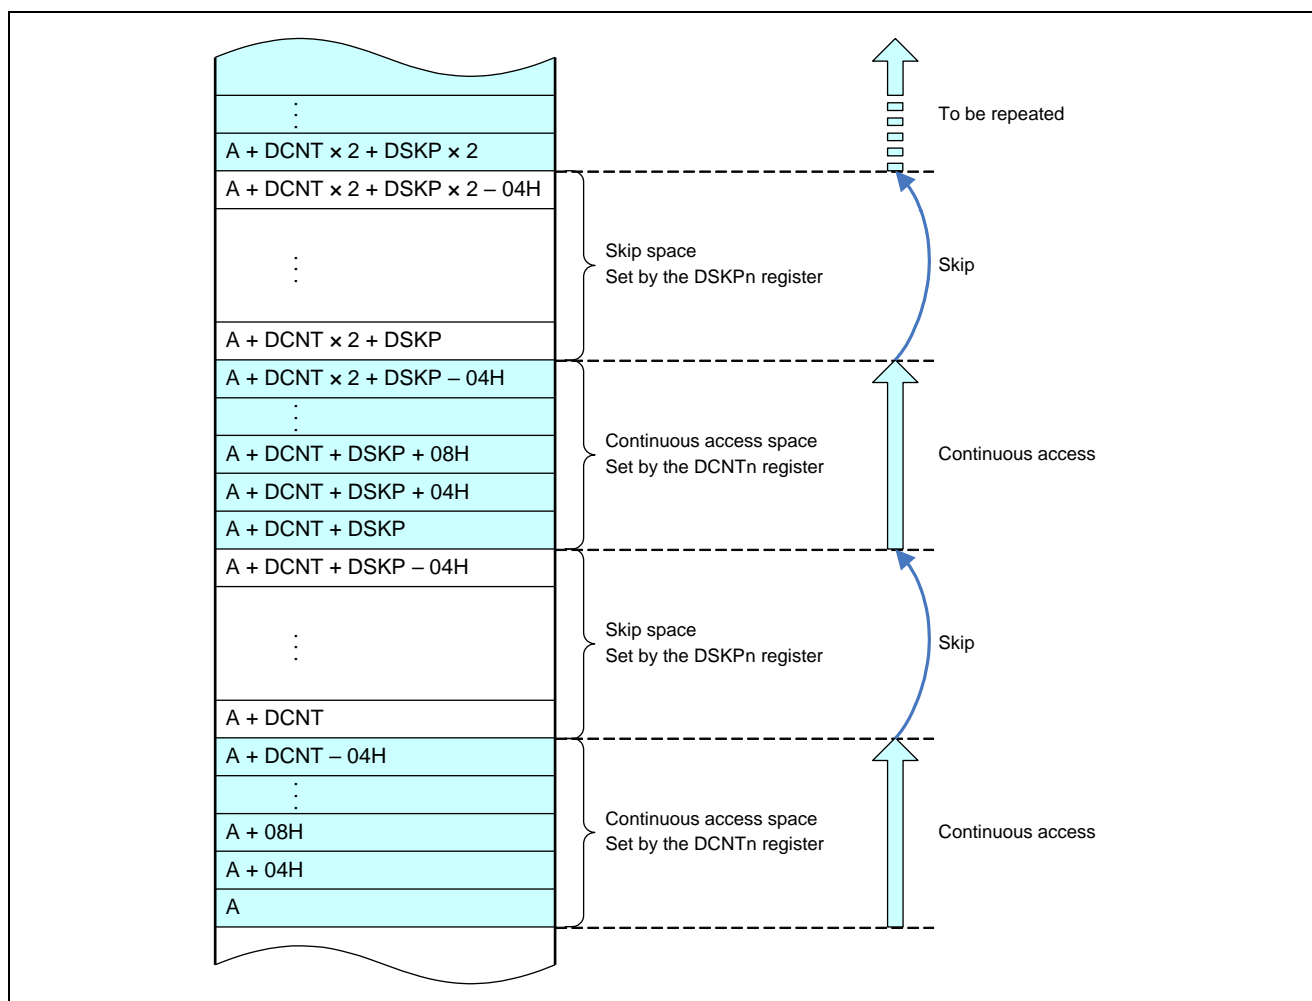 ⋮
To be repeated
A + DCNT × 2 + DSKP × 2
A + DCNT × 2 + DSKP × 2 – 04H
⋮
Skip space
Set by the DSKPn register
Skip
A + DCNT × 2 + DSKP
A + DCNT × 2 + DSKP – 04H
⋮
A + DCNT + DSKP + 08H
Continuous access space
Set by the DCNTn register
Continuous access
A + DCNT + DSKP + 04H
A + DCNT + DSKP
A + DCNT + DSKP – 04H
⋮
Skip space
Set by the DSKPn register
Skip
A + DCNT
A + DCNT – 04H
⋮
A + 08H
Continuous access space
Set by the DCNTn register
Continuous access
A + 04H
A